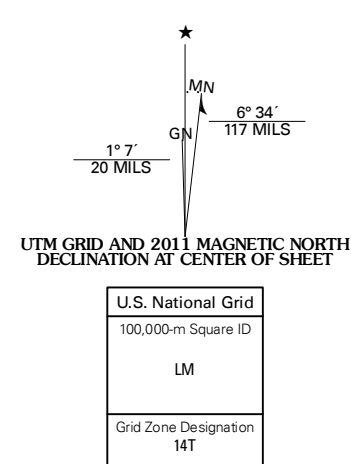 MN
GN
6° 34´
117 MILS
1° 7´
20 MILS
UTM GRID AND 2011 MAGNETIC NORTH
DECLINATION AT CENTER OF SHEET
U.S. National Grid
100,000-m Square ID
LM
Grid Zone Designation
14T